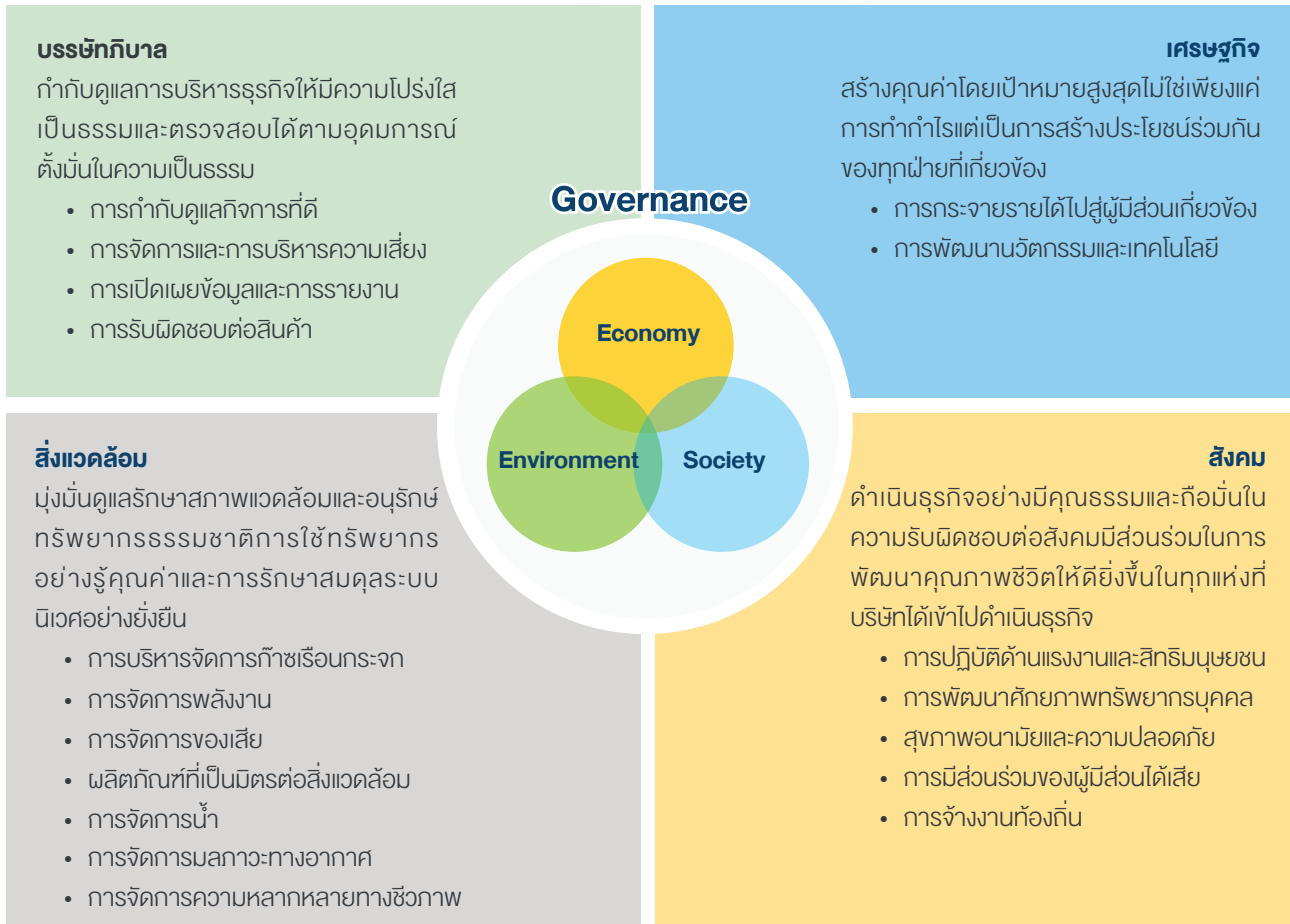 บรรษัทภิบาล
กำกับดูแลการบริหารธุรกิจให้มีความโปร่งใส
เป็นธรรมและตรวจสอบได้ตามอุดมการณ์
ตั้งมั่นในความเป็นธรรม
• การกำกับดูแลกิจการที่ดี
• การจัดการและการบริหารความเสี่ยง
• การเปิดเผยข้อมูลและการรายงาน
• การรับผิดชอบต่อสินค้า
เศรษฐกิจ
สร้างคุณค่าโดยเป้าหมายสูงสุดไม่ใช่เพียงแค่
การทำกำไรแต่เป็นการสร้างประโยชน์ร่วมกัน
ของทุกฝ่ายที่เกี่ยวข้อง
• การกระจายรายได้ไปสู่ผู้มีส่วนเกี่ยวข้อง
• การพัฒนานวัตกรรมและเทคโนโลยี
Governance
Economy
Environment
Society
สิ่งแวดล้อม
มุ่งมั่นดูแลรักษาสภาพแวดล้อมและอนุรักษ์
ทรัพยากรธรรมชาติการใช้ทรัพยากร
อย่างรู้คุณค่าและการรักษาสมดุลระบบ
นิเวศอย่างยั่งยืน
• การบริหารจัดการก๊าซเรือนกระจก
• การจัดการพลังงาน
• การจัดการของเสีย
• ผลิตภัณฑ์ที่เป็นมิตรต่อสิ่งแวดล้อม
• การจัดการน้ำ
• การจัดการมลภาวะทางอากาศ
• การจัดการความหลากหลายทางชีวภาพ
สังคม
ดำเนินธุรกิจอย่างมีคุณธรรมและถือมั่นใน
ความรับผิดชอบต่อสังคมมีส่วนร่วมในการ
พัฒนาคุณภาพชีวิตให้ดียิ่งขึ้นในทุกแห่งที่
บริษัทได้เข้าไปดำเนินธุรกิจ
• การปฏิบัติด้านแรงงานและสิทธิมนุษยชน
• การพัฒนาศักยภาพทรัพยากรบุคคล
• สุขภาพอนามัยและความปลอดภัย
• การมีส่วนร่วมของผู้มีส่วนได้เสีย
• การจ้างงานท้องถิ่น